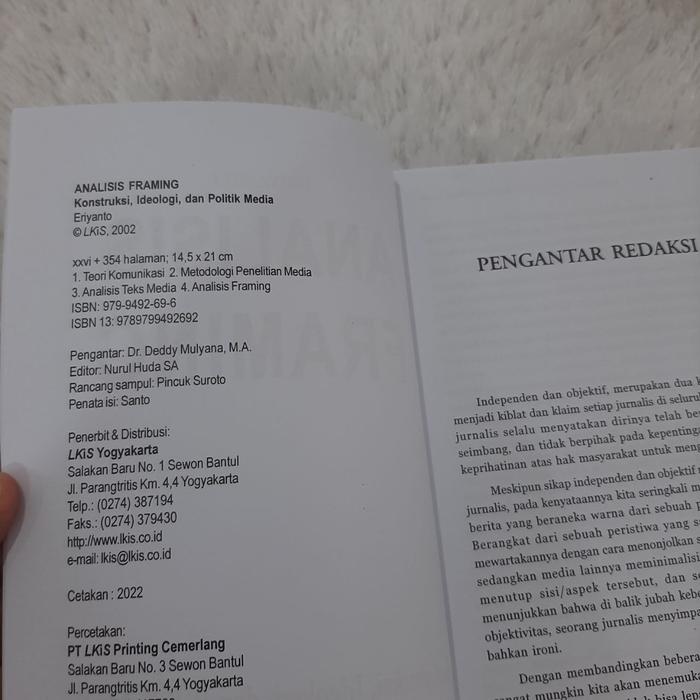 ANALISIS FRAMING
Konstruksi, Ideologi, dan Politik Media
Eriyanto
© LKiS, 2002
xxvi + 354 halaman; 14,5 x 21 cm
1. Teori Komunikasi 2. Metodologi Penelitian Media
3. Analisis Teks Media 4. Analisis Framing
ISBN: 979-9492-69-6
ISBN 13: 9789799492692
Pengantar: Dr. Deddy Mulyana, M.A.
Editor: Nurul Huda SA
Rancang sampul: Pincuk Suroto
Penata isi: Santo
Penerbit & Distribusi:
LKiS Yogyakarta
Salakan Baru No. 1 Sewon Bantul
Jl. Parangtritis Km. 4,4 Yogyakarta
Telp.: (0274) 387194
Faks.: (0274) 379430
http://www.lkis.co.id
e-mail: lkis@lkis.co.id
Cetakan : 2022
Percetakan:
PT LKiS Printing Cemerlang
Salakan Baru No. 3 Sewon Bantul
Jl. Parangtritis Km. 4,4 Yogyakarta
PENGANTAR REDAKSI
Independen dan objektif, merupakan dua
menjadi kiblat dan klaim setiap jurnalis di
jurnalis selalu menyatakan dirinya telah
seimbang, dan tidak berpihak pada
keprihatinan atas hak masyarakat untuk
Meskipun sikap independen dan objektif
jurnalis, pada kenyataannya kita seringkali
berita yang beraneka warna dari sebuah
Berangkat dari sebuah peristiwa yang
mewartakannya dengan cara menonjolkan
sedangkan media lainnya meminimalisi
menutup sisi/aspek tersebut, dan
menunjukkan bahwa di balik jubah
objektivitas, seorang jurnalis
bahkan ironi.
Dengan membandingkan
mungkin kita akan